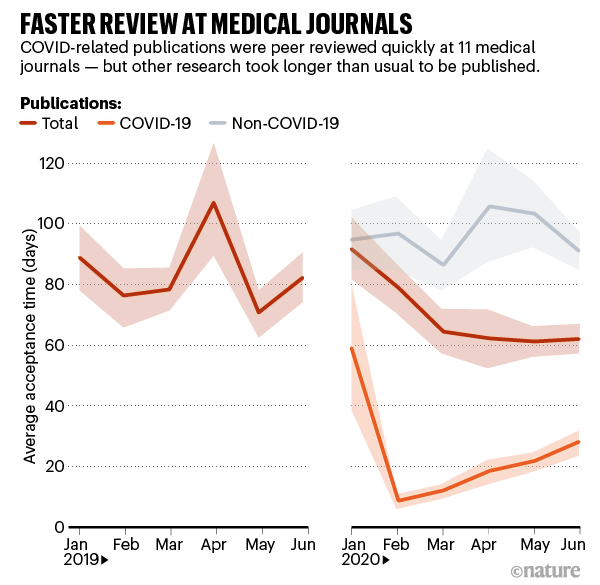 FASTER REVIEW AT MEDICAL JOURNALS
COVID-related publications were peer reviewed quickly at 11 medical
journals — but other research took longer than usual to be published.
Publications:
Total COVID-19 Non-COVID-19
Average acceptance time (days)
120
100
80
60
40
20
0
Jan Feb Mar Apr May Jun Jan Feb Mar Apr May Jun
2019▶ 2020▶
©nature